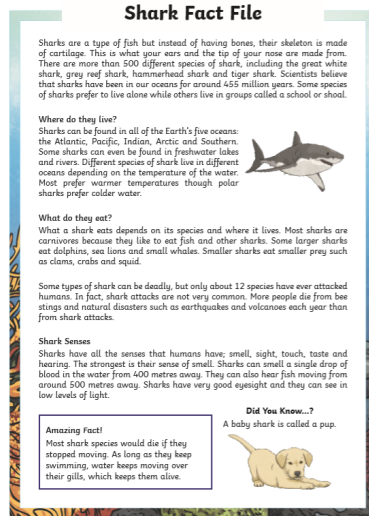 Shark Fact File
Sharks are a type of fish but instead of having bones, their skeleton is made
of cartilage. This is what your ears and the tip of your nose are made from.
There are more than 500 different species of shark, including the great white
shark, grey reef shark, hammerhead shark and tiger shark. Scientists believe
that sharks have been in our oceans for around 455 million years. Some species
of sharks prefer to live alone while others live in groups called a school or shoal.
Where do they live?
Sharks can be found in all of the Earth's five oceans:
the Atlantic, Pacific, Indian, Arctic and Southern.
Some sharks can even be found in freshwater lakes
and rivers. Different species of shark live in different
oceans depending on the temperature of the water.
Most prefer warmer temperatures though polar
sharks prefer colder water.
What do they eat?
What a shark eats depends on its species and where it lives. Most sharks are
carnivores because they like to eat fish and other sharks. Some larger sharks
eat dolphins, sea lions and small whales. Smaller sharks eat smaller prey such
as clams, crabs and squid.
Some types of shark can be deadly, but only about 12 species have ever attacked
humans. In fact, shark attacks are not very common. More people die from bee
stings and natural disasters such as earthquakes and volcanoes each year than
from shark attacks.
Shark Senses
Sharks have all the senses that humans have; smell, sight, touch, taste and
hearing. The strongest is their sense of smell. Sharks can smell a single drop of
blood in the water from 400 metres away. They can also hear fish moving from
around 500 metres away. Sharks have very good eyesight and they can see in
low levels of light.
Amazing Fact!
Most shark species would die if they
stopped moving. As long as they keep
swimming, water keeps moving over
their gills, which keeps them alive.
Did You Know...?
A baby shark is called a pup.